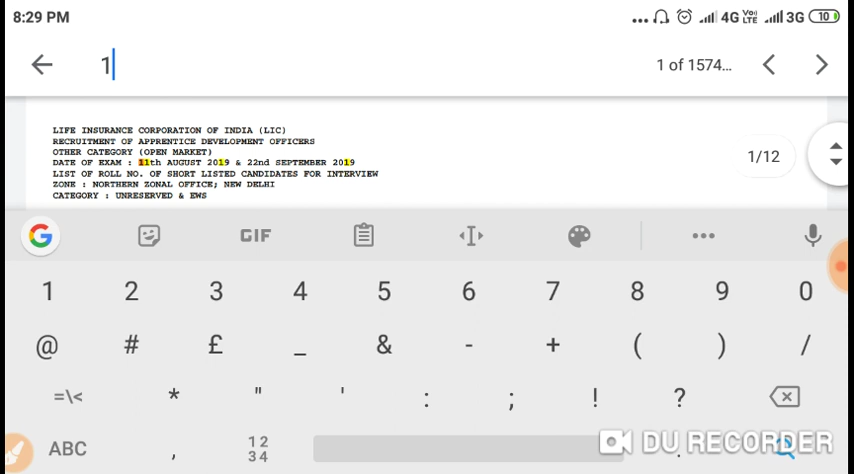 8:29 PM
... 4G Vo) LTE 3G 10
1
1 of 1574...
LIFE INSURANCE CORPORATION OF INDIA (LIC)
RECRUITMENT OF APPRENTICE DEVELOPMENT OFFICERS
OTHER CATEGORY (OPEN MARKET)
DATE OF EXAM : 11th AUGUST 2019 & 22nd SEPTEMBER 2019
LIST OF ROLL NO. OF SHORT LISTED CANDIDATES FOR INTERVIEW
ZONE : NORTHERN ZONAL OFFICE; NEW DELHI
CATEGORY : UNRESERVED & EWS
1/12
G GIF ...
1 2 3 4 5 6 7 8 9 0
@ # £ _ & - + ( ) /
=\< * " ' : ; ! ?
ABC , 12 34 .
DU RECORDER